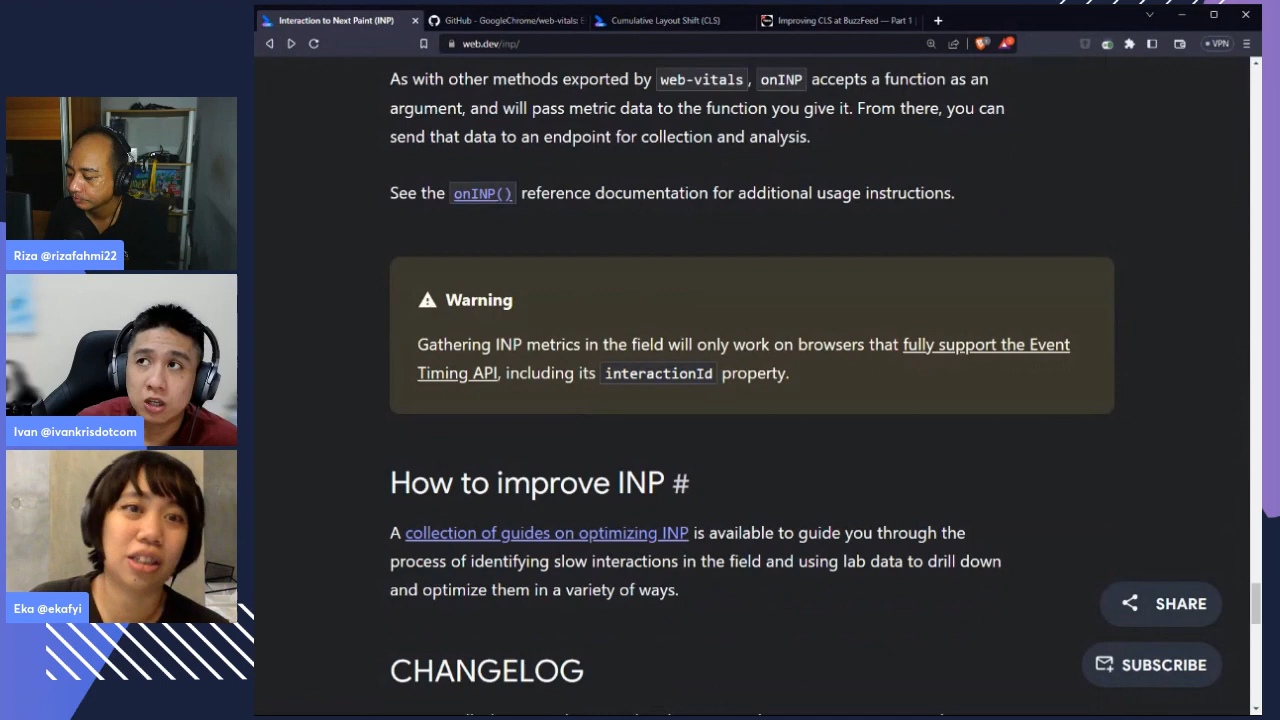 Interaction to Next Paint (INP)
GitHub - GoogleChrome/web-vitals: E
Cumulative Layout Shift (CLS)
Improving CLS at BuzzFeed — Part 1
web.dev/inp/
VPN
As with other methods exported by web-vitals, onINP accepts a function as an
argument, and will pass metric data to the function you give it. From there, you can
send that data to an endpoint for collection and analysis.
See the onINP() reference documentation for additional usage instructions.
Warning
Gathering INP metrics in the field will only work on browsers that fully support the Event
Timing API, including its interactionId property.
How to improve INP #
A collection of guides on optimizing INP is available to guide you through the
process of identifying slow interactions in the field and using lab data to drill down
and optimize them in a variety of ways.
SHARE
CHANGELOG
SUBSCRIBE
Riza @rizafahmi22
Ivan @ivankrisdotcom
Eka @ekafyi